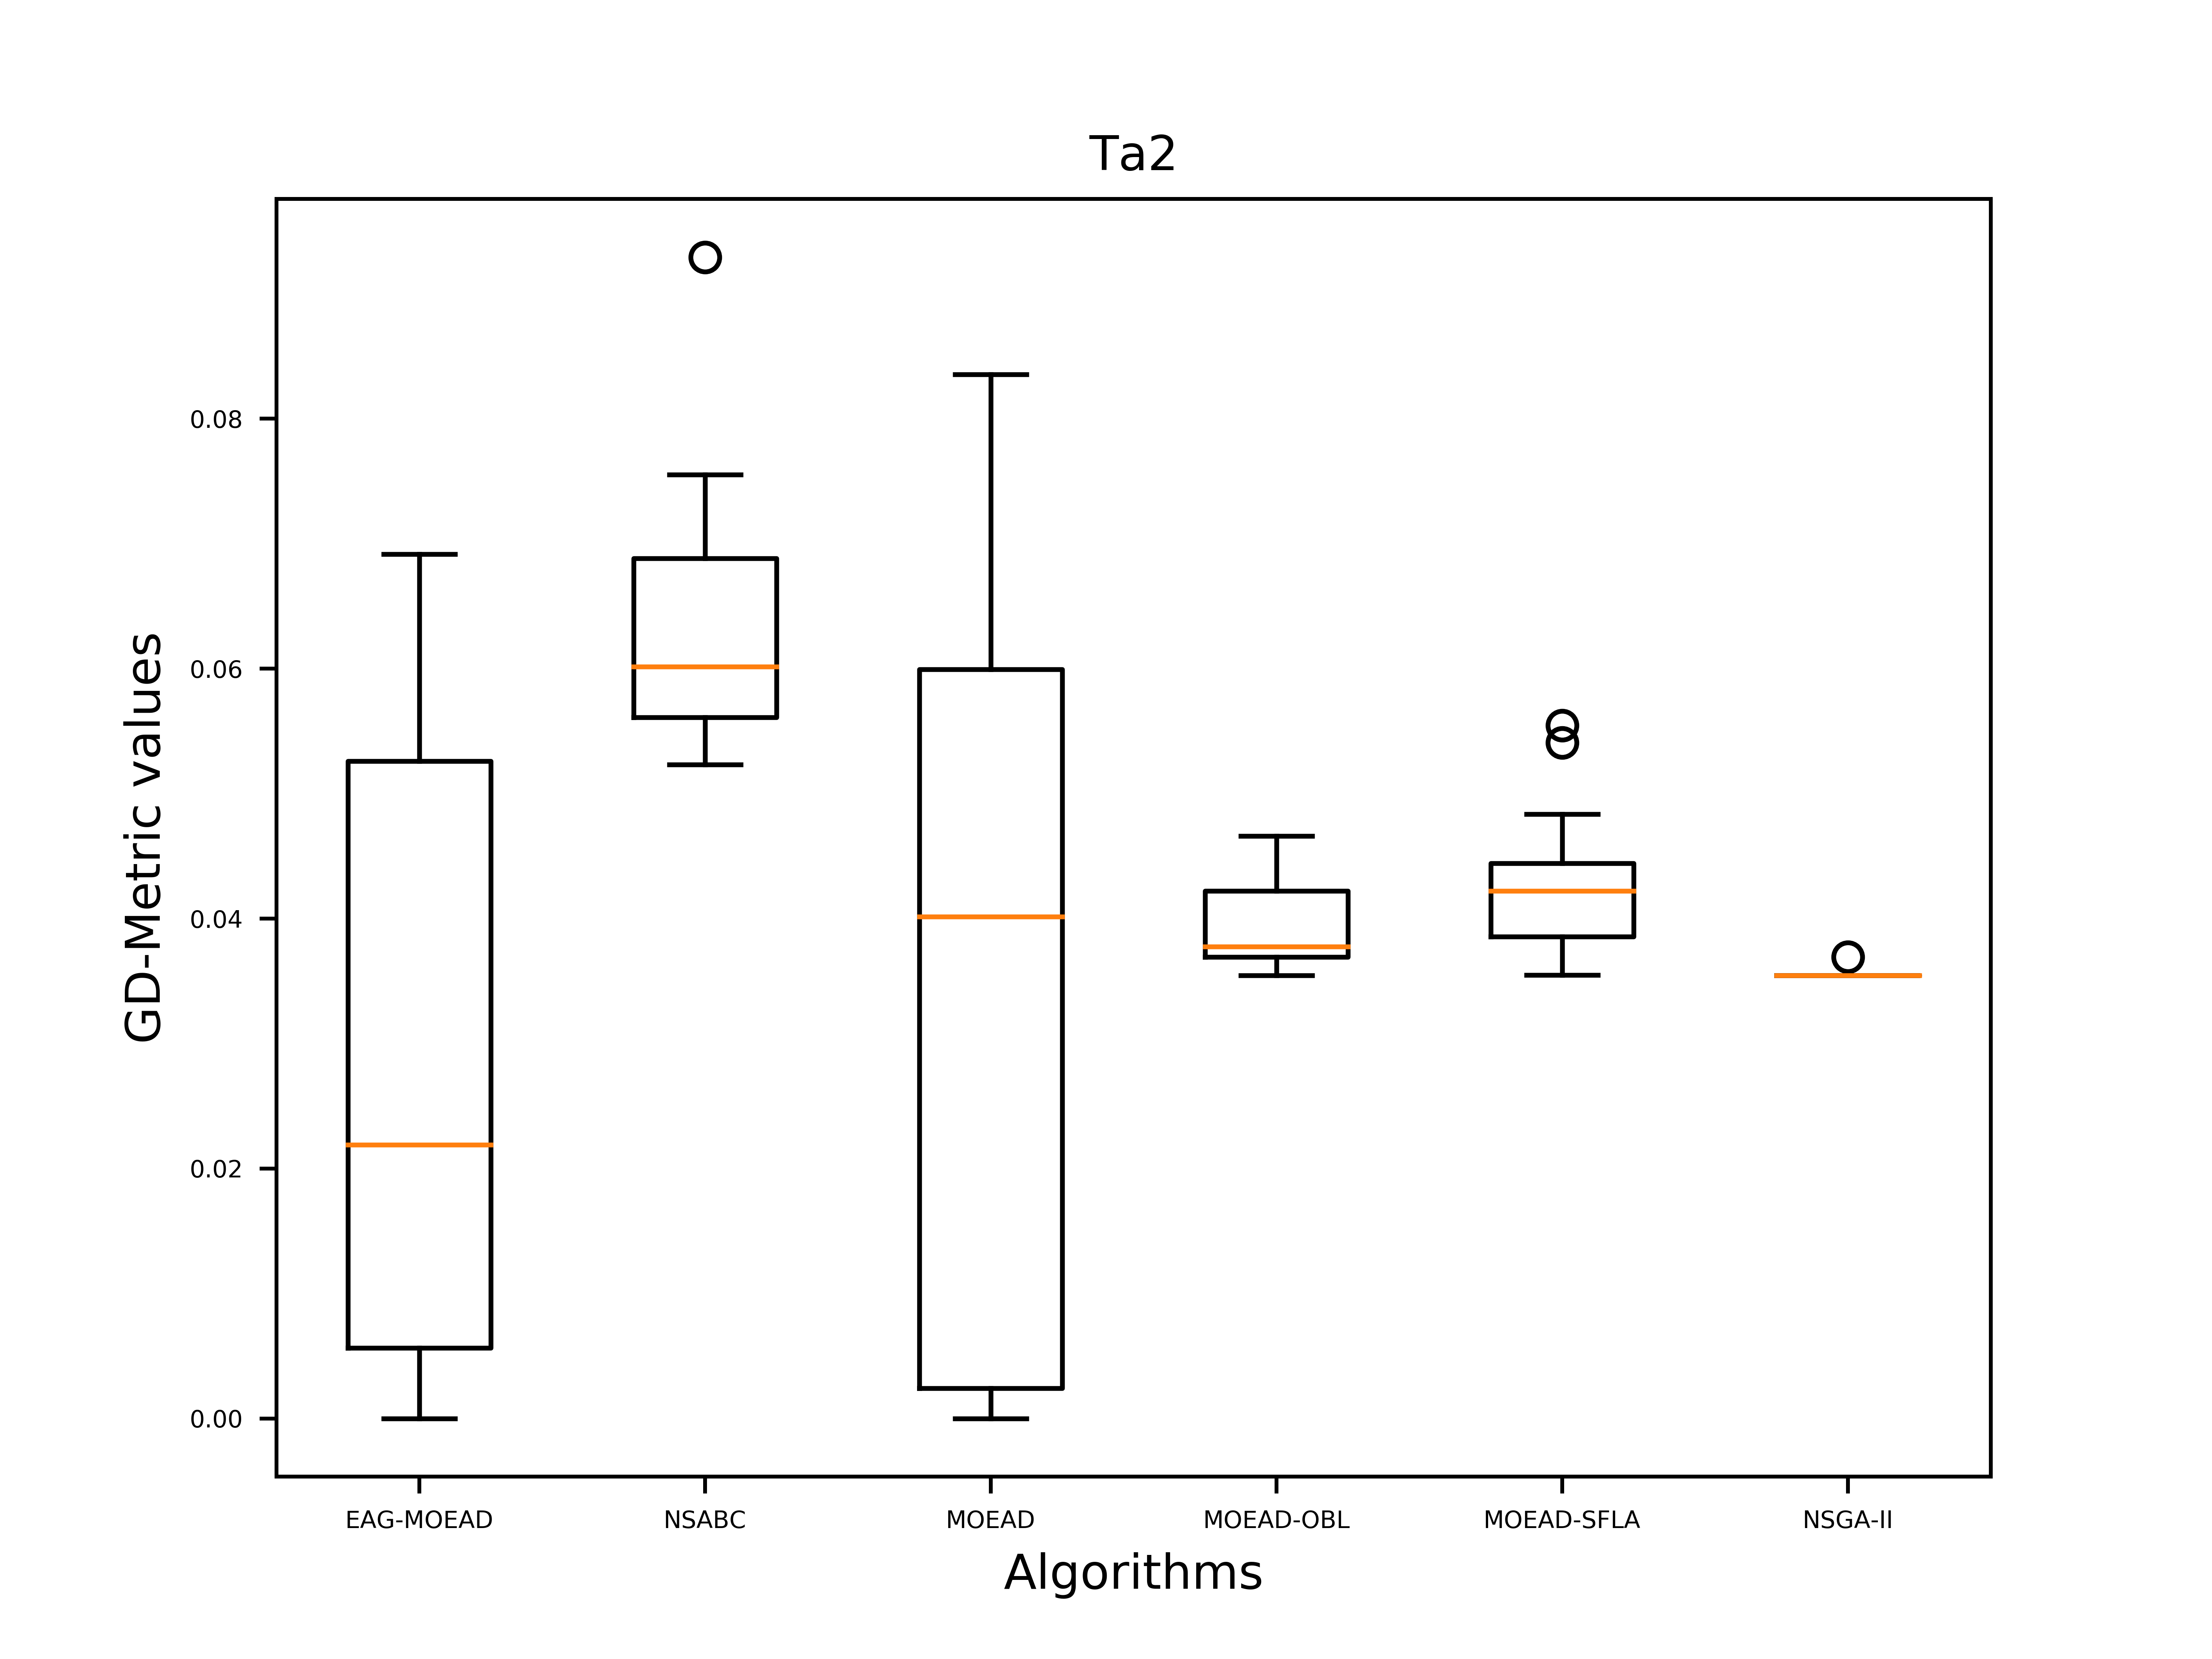 Ta2
GD-Metric values
0.08
0.06
0.04
0.02
0.00
EAG-MOEAD NSABC MOEAD MOEAD-OBL MOEAD-SFLA NSGA-II
Algorithms